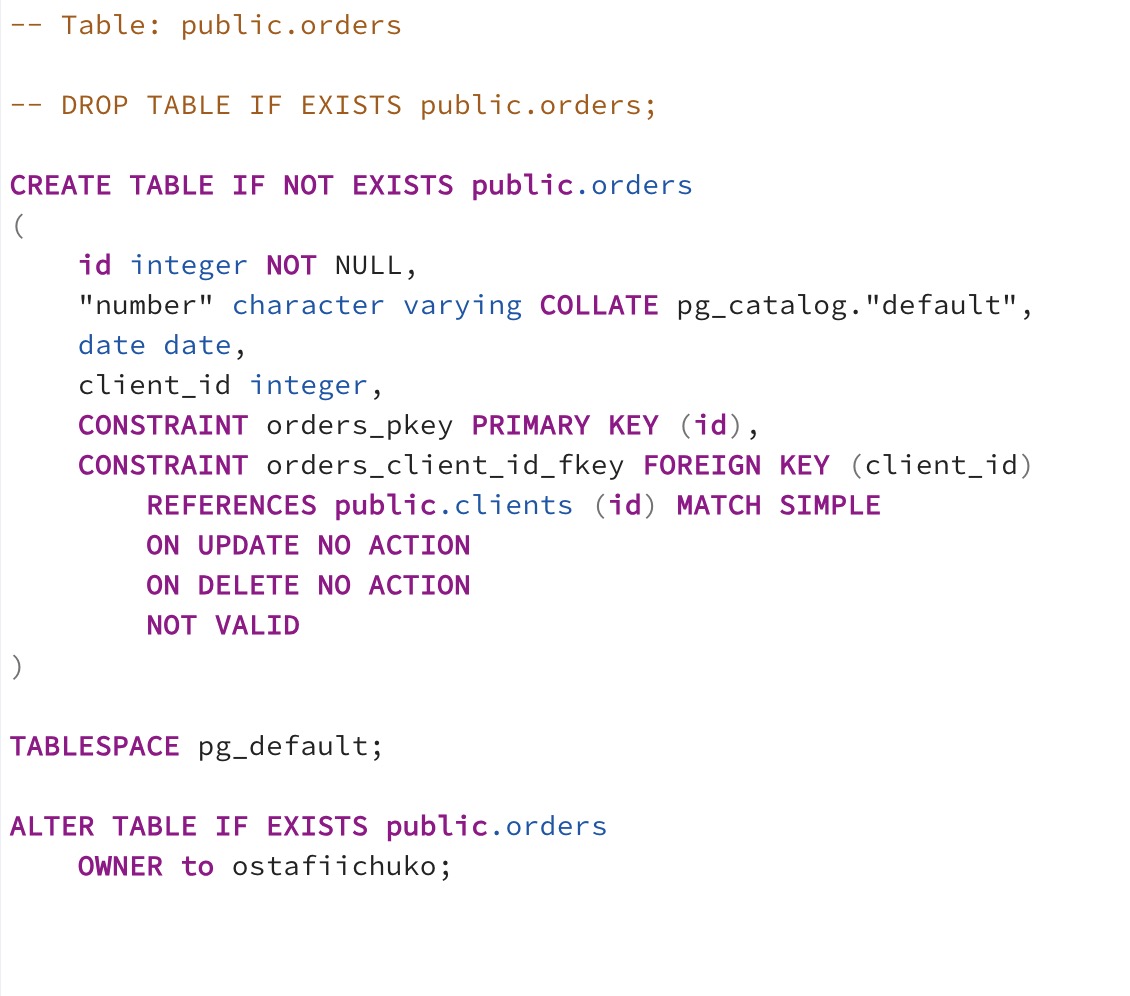 -- Table: public.orders
-- DROP TABLE IF EXISTS public.orders;
CREATE TABLE IF NOT EXISTS public.orders
(
    id integer NOT NULL,
    "number" character varying COLLATE pg_catalog."default",
    date date,
    client_id integer,
    CONSTRAINT orders_pkey PRIMARY KEY (id),
    CONSTRAINT orders_client_id_fkey FOREIGN KEY (client_id)
        REFERENCES public.clients (id) MATCH SIMPLE
        ON UPDATE NO ACTION
        ON DELETE NO ACTION
        NOT VALID
)
TABLESPACE pg_default;
ALTER TABLE IF EXISTS public.orders
    OWNER to ostafiichuko;